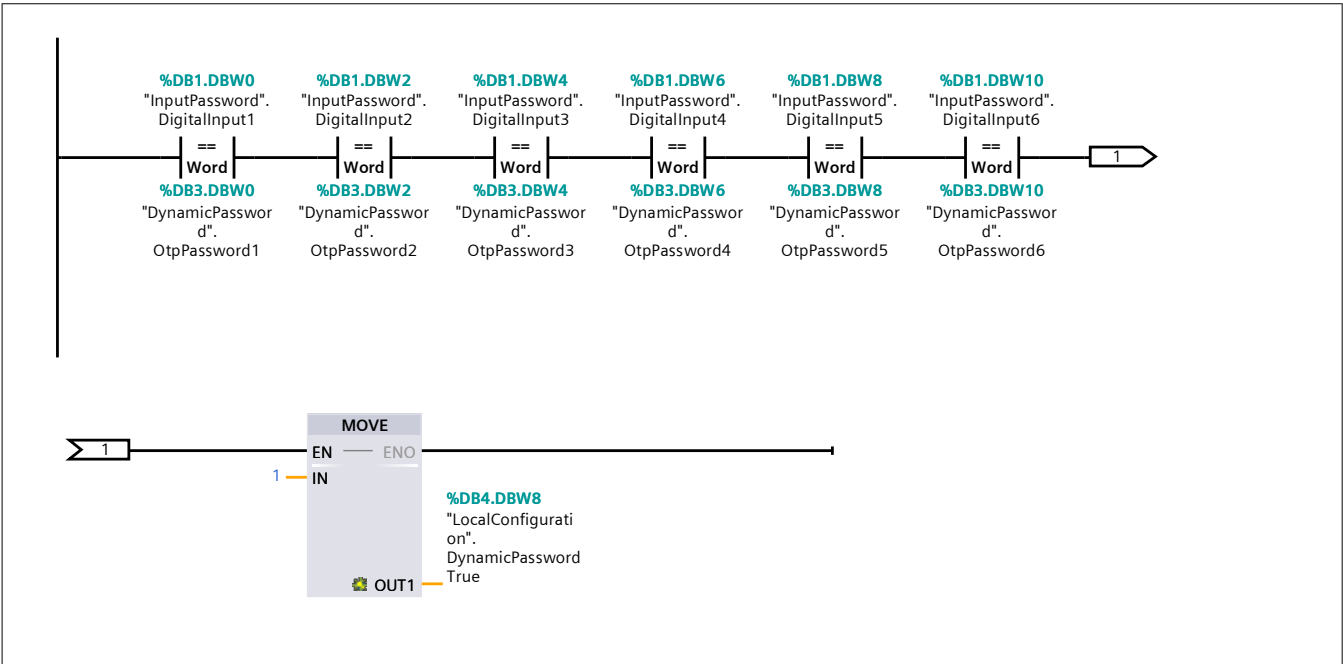 %DB1.DBW0 %DB1.DBW2 %DB1.DBW4 %DB1.DBW6 %DB1.DBW8 %DB1.DBW10
"InputPassword". "InputPassword". "InputPassword". "InputPassword". "InputPassword". "InputPassword".
DigitalInput1 DigitalInput2 DigitalInput3 DigitalInput4 DigitalInput5 DigitalInput6
== == == == == ==
Word Word Word Word Word Word 1
%DB3.DBW0 %DB3.DBW2 %DB3.DBW4 %DB3.DBW6 %DB3.DBW8 %DB3.DBW10
"DynamicPasswor "DynamicPasswor "DynamicPasswor "DynamicPasswor "DynamicPasswor "DynamicPasswor
d". d". d". d". d". d".
OtpPassword1 OtpPassword2 OtpPassword3 OtpPassword4 OtpPassword5 OtpPassword6
MOVE
1 EN ENO
1 IN
%DB4.DBW8
"LocalConfigurati
on".
DynamicPassword
True
OUT1